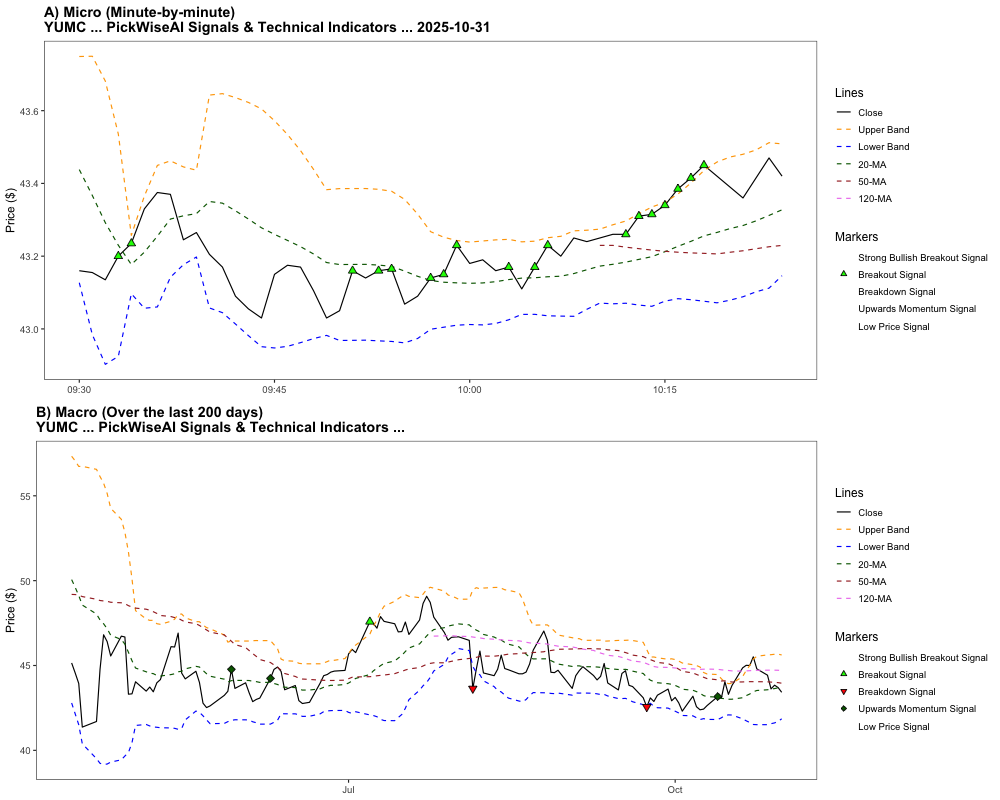 A) Micro (Minute-by-minute)
YUMC ... PickWiseAI Signals & Technical Indicators ... 2025-10-31
Price ($)
43.6
43.4
43.2
43.0
09:30
09:45
10:00
10:15
Lines
Close
Upper Band
Lower Band
20-MA
50-MA
120-MA
Markers
Strong Bullish Breakout Signal
Breakout Signal
Breakdown Signal
Upwards Momentum Signal
Low Price Signal
B) Macro (Over the last 200 days)
YUMC ... PickWiseAI Signals & Technical Indicators ...
Price ($)
55
50
45
40
Jul
Oct
Lines
Close
Upper Band
Lower Band
20-MA
50-MA
120-MA
Markers
Strong Bullish Breakout Signal
Breakout Signal
Breakdown Signal
Upwards Momentum Signal
Low Price Signal